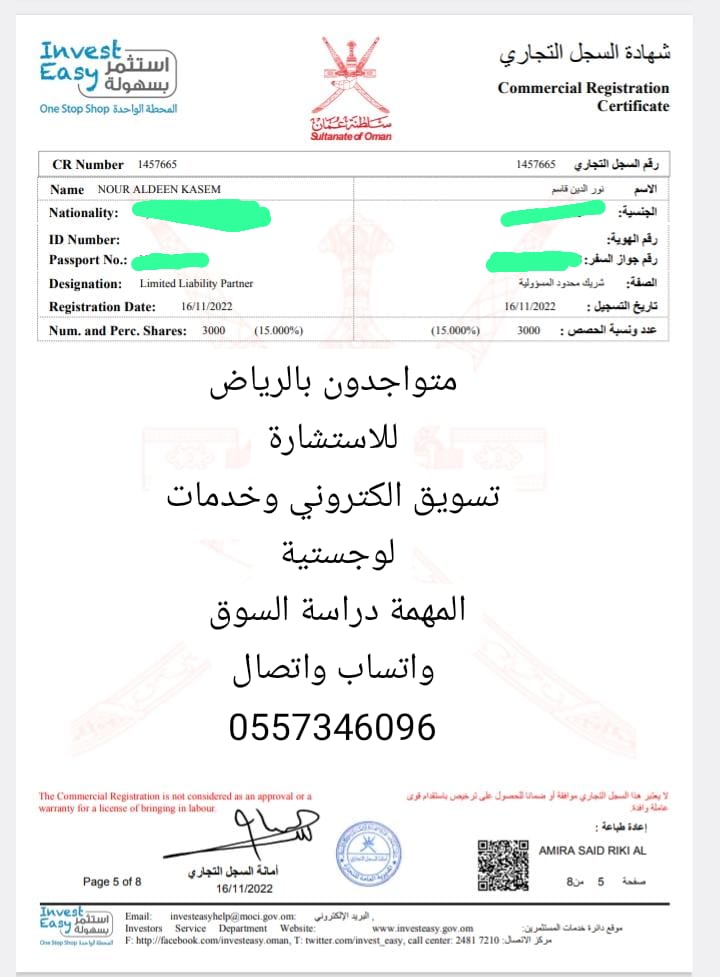 Invest
Easy
استثمر
بسهولة
One Stop Shop المحطة الواحدة
سلطنة عمان
Sultanate of Oman
شهادة السجل التجاري
Commercial Registration
Certificate
CR Number 1457665 1457665 رقم السجل التجاري
Name NOUR ALDEEN KASEM نور الدين قاسم الاسم
Nationality: الجنسية:
ID Number: رقم الهوية:
Passport No.: رقم جواز السفر:
Designation: Limited Liability Partner شريك محدود المسؤولية الصفة:
Registration Date: 16/11/2022 16/11/2022 تاريخ التسجيل :
Num. and Perc. Shares: 3000 (15.000%) (15.000%) 3000 عدد ونسبة الحصص :
متواجدون بالرياض
للاستشارة
تسويق الكتروني وخدمات
لوجستية
المهمة دراسة السوق
واتساب واتصال
0557346096
The Commercial Registration is not considered as an approval or a
warranty for a license of bringing in labour.
لا يعتبر هذا السجل التجاري موافقة أو ضمانا للحصول على ترخيص باستقدام قوى
عاملة وافدة.
إعادة طباعة :
AMIRA SAID RIKI AL
أمانة السجل التجاري
16/11/2022
Page 5 of 8
صفحة 5 من 8
Invest
Easy
استثمر
بسهولة
One Stop Shop المحطة الواحدة
Email: investeasyhelp@moci.gov.om: البريد الإلكتروني ,
Investors Service Department Website: www.investeasy.gov.om موقع دائرة خدمات المستثمرين:
F: http://facebook.com/investeasy.oman, T: twitter.com/invest_easy, call center: 2481 7210 :مركز الاتصال